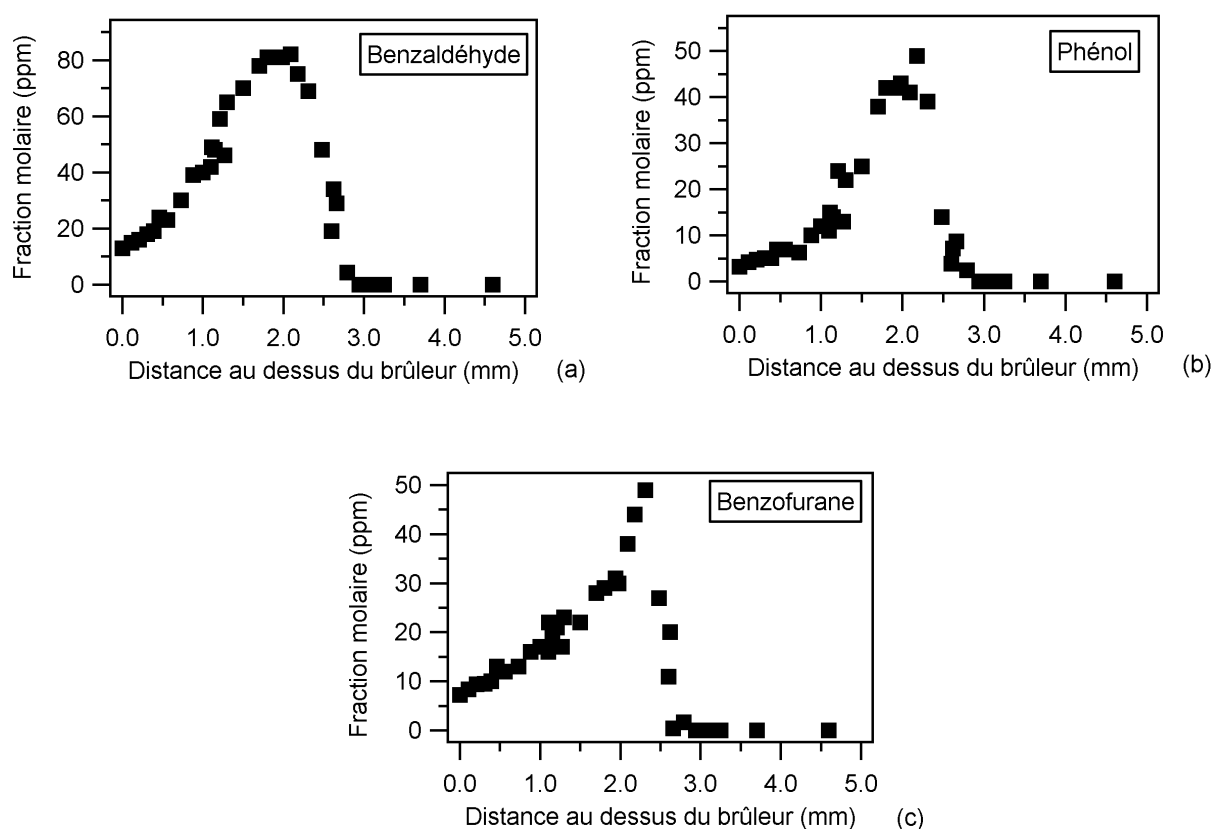 Benzaldéhyde
Fraction molaire (ppm)
80
60
40
20
0
0.0 1.0 2.0 3.0 4.0 5.0
Distance au dessus du brûleur (mm) (a)
Phénol
Fraction molaire (ppm)
50
40
30
20
10
0
0.0 1.0 2.0 3.0 4.0 5.0
Distance au dessus du brûleur (mm) (b)
Benzofurane
Fraction molaire (ppm)
50
40
30
20
10
0
0.0 1.0 2.0 3.0 4.0 5.0
Distance au dessus du brûleur (mm) (c)